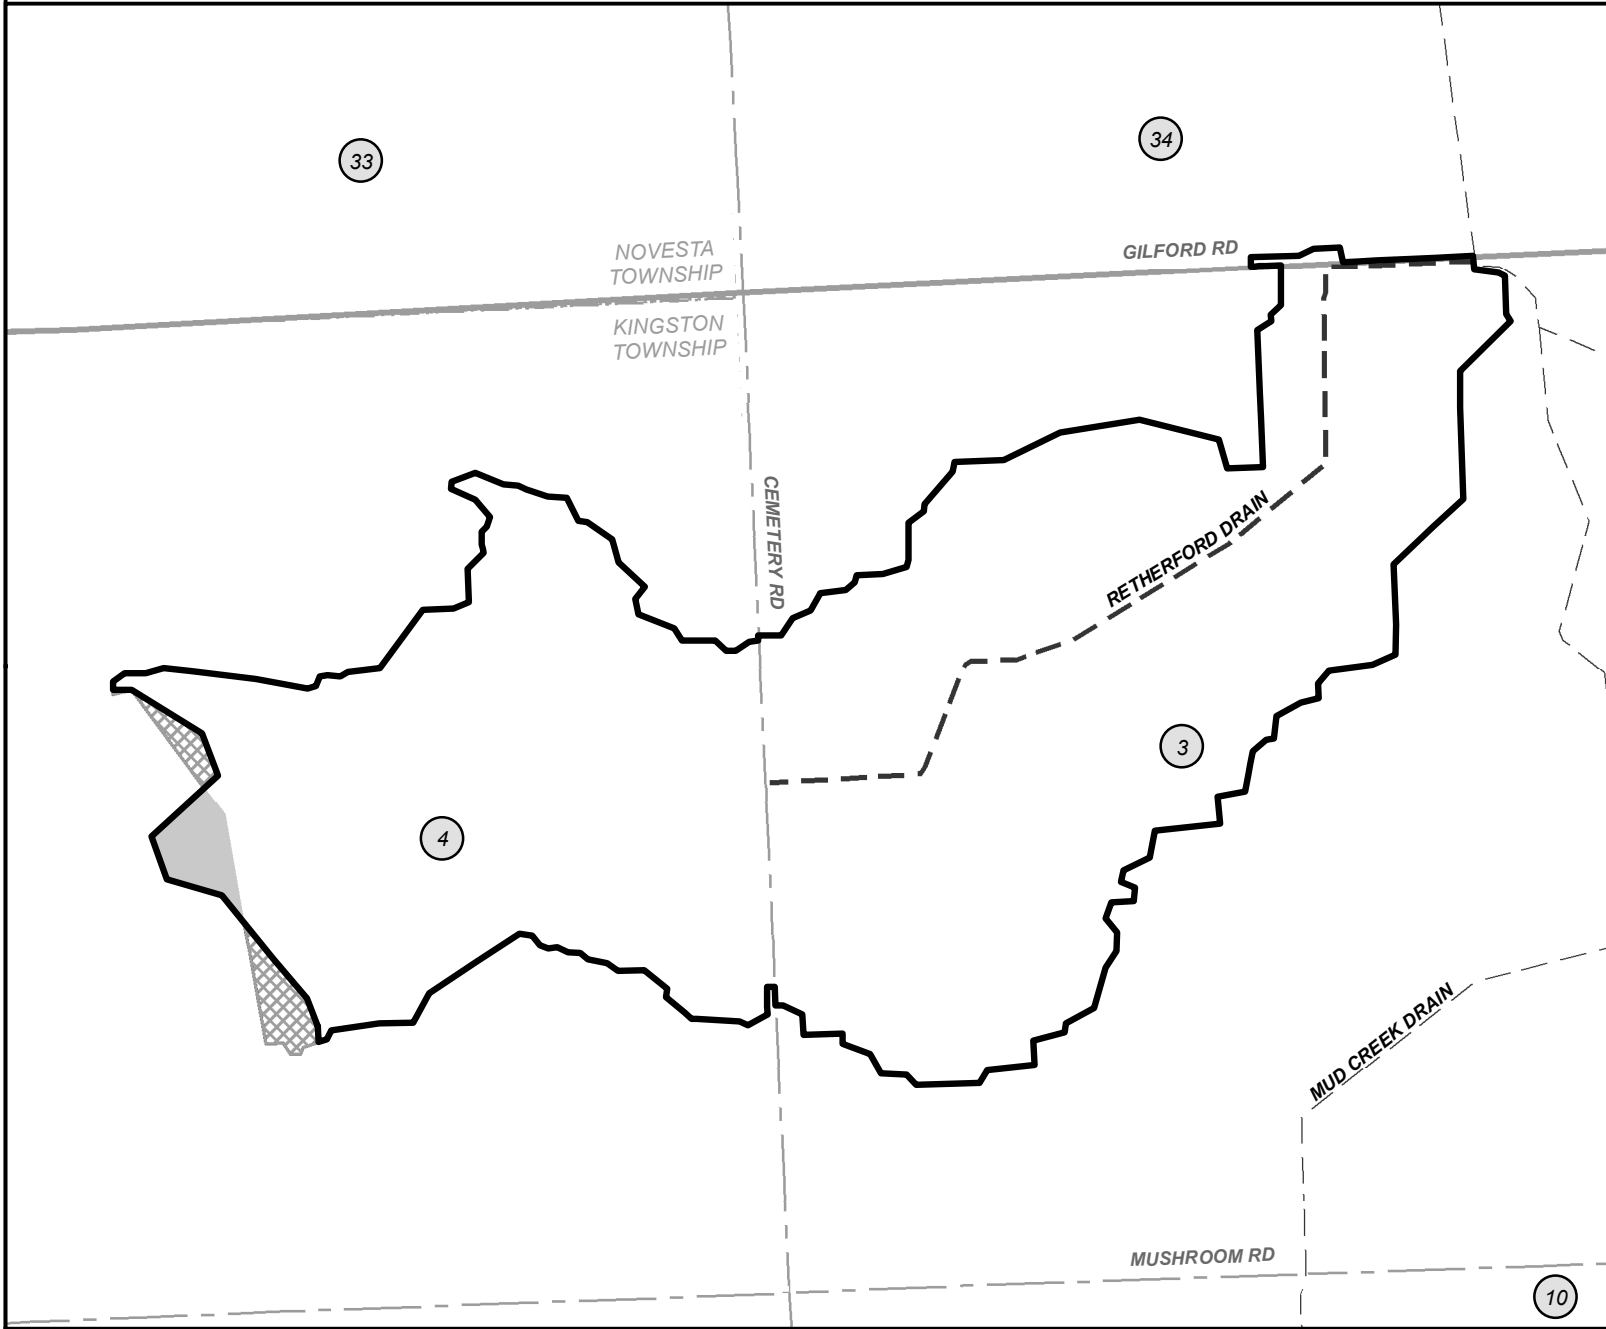 34
33
NOVESTA
TOWNSHIP
GILFORD RD
KINGSTON
TOWNSHIP
CEMETERY RD
RETHERFORD DRAIN
3
4
MUD CREEK DRAIN
MUSHROOM RD
10